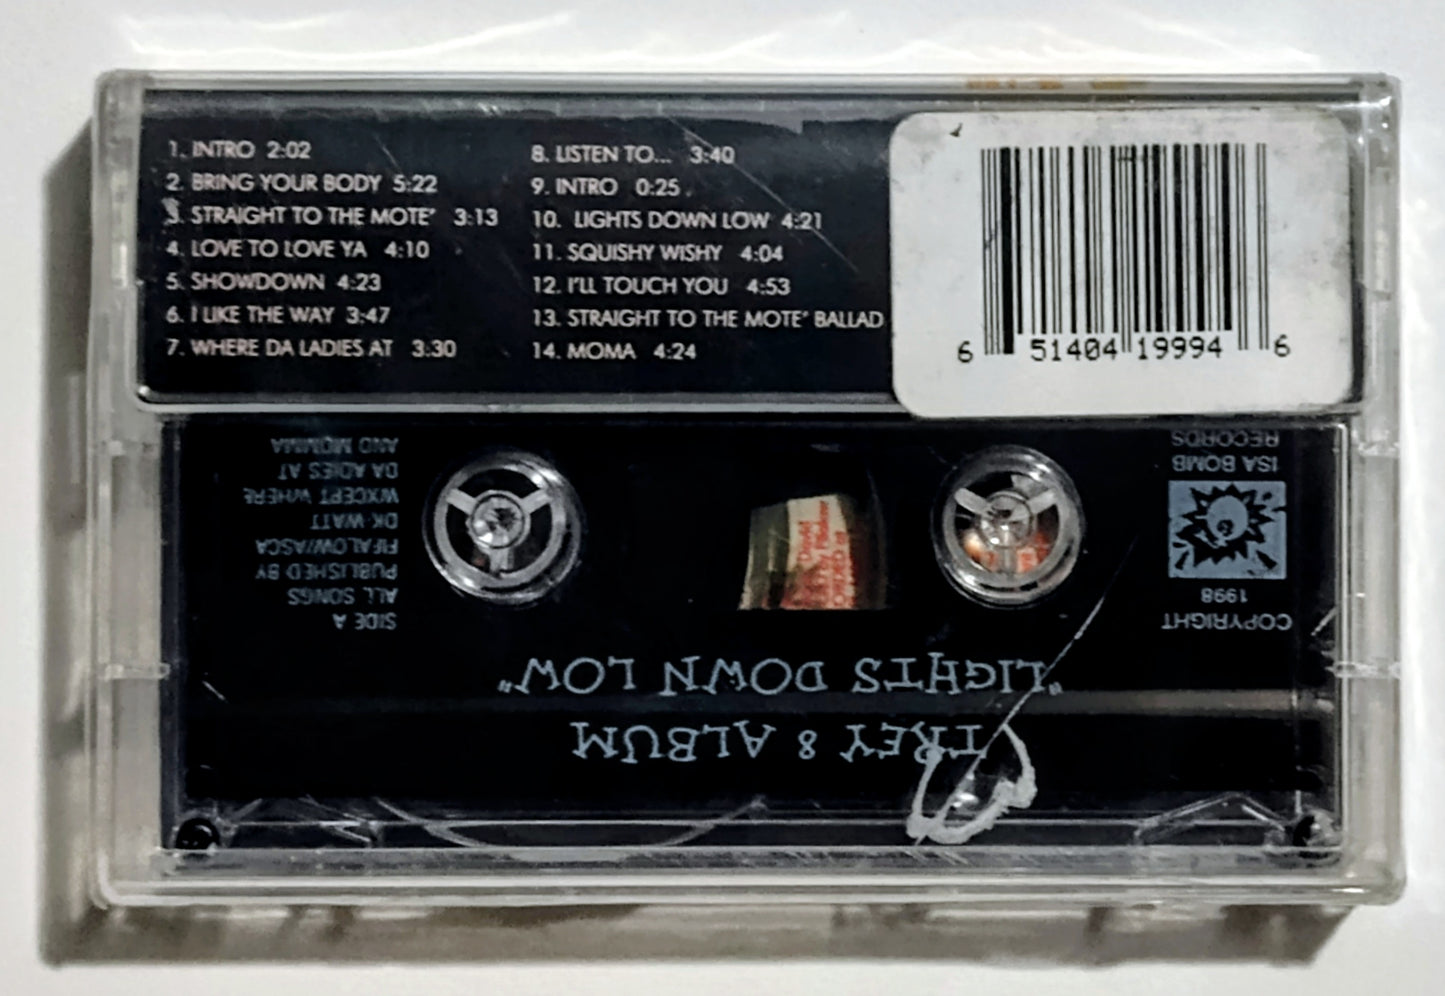 1. INTRO 2:02
2. BRING YOUR BODY 5:22
3. STRAIGHT TO THE MOTE' 3:13
4. LOVE TO LOVE YA 4:10
5. SHOWDOWN 4:23
6. I LIKE THE WAY 3:47
7. WHERE DA LADIES AT 3:30
8. LISTEN TO... 3:40
9. INTRO 0:25
10. LIGHTS DOWN LOW 4:21
11. SQUISHY WISHY 4:04
12. I'LL TOUCH YOU 4:53
13. STRAIGHT TO THE MOTE' BALLAD
14. MOMA 4:24
6 51404 19994 6
TREY 8 ALBUM
"LIGHTS DOWN LOW"
COPYRIGHT
1998
ISA BOMB
RECORDS
SIDE A
ALL SONGS
PUBLISHED BY
FIFALOW/ASCA
DK-WATT
WXCEPT WHERE
DA ADIES AT
AND MOMMA
David